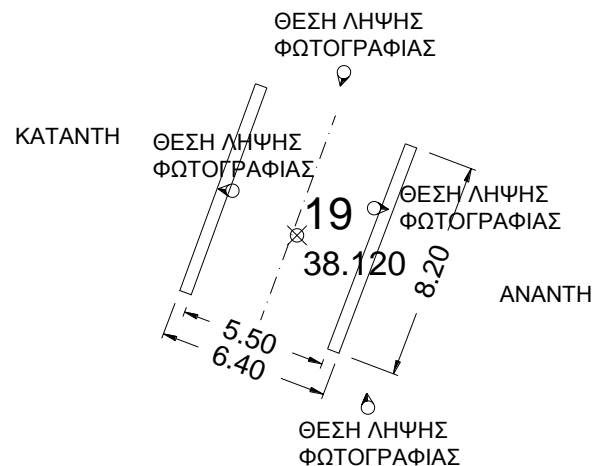 ΘΕΣΗ ΛΗΨΗΣ
ΦΩΤΟΓΡΑΦΙΑΣ
ΚΑΤΑΝΤΗ
ΘΕΣΗ ΛΗΨΗΣ
ΦΩΤΟΓΡΑΦΙΑΣ
ΘΕΣΗ ΛΗΨΗΣ
ΦΩΤΟΓΡΑΦΙΑΣ
19
38.120
8.20
ΑΝΑΝΤΗ
5.50
6.40
ΘΕΣΗ ΛΗΨΗΣ
ΦΩΤΟΓΡΑΦΙΑΣ